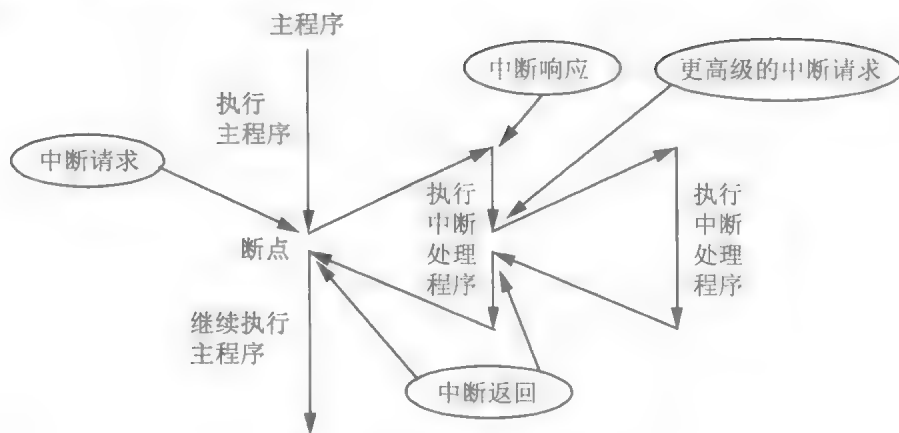 主程序
中断响应
更高级的中断请求
执行
主程序
中断请求
执行
中断
处理
程序
执行
中断
处理
程序
断点
继续执行
主程序
中断返回